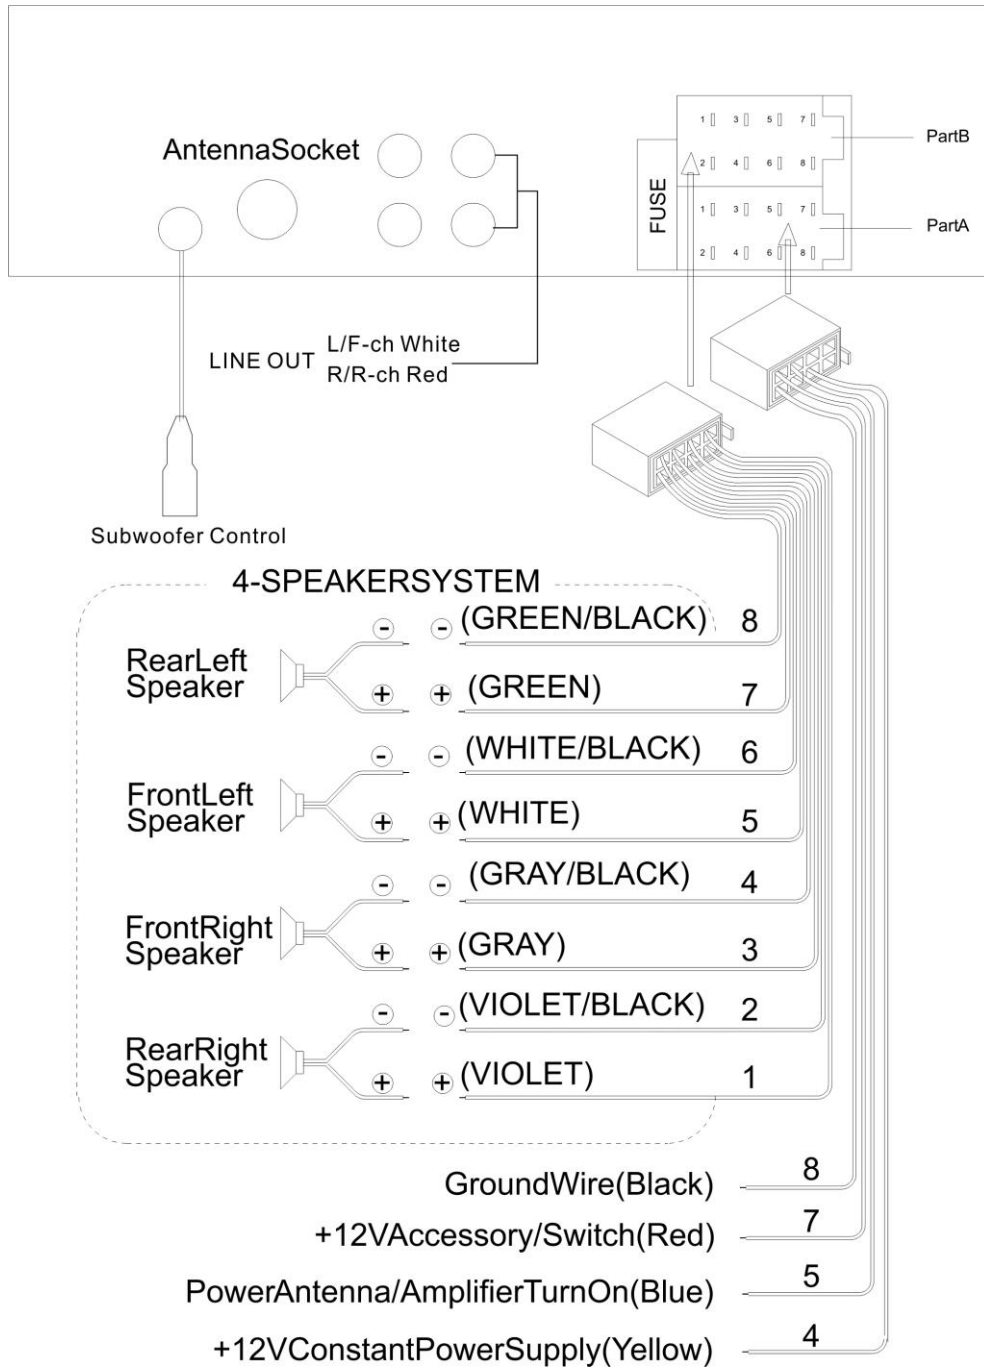 1 3 5 7
PartB
AntennaSocket
2 4 6 8
FUSE
1 3 5 7
PartA
2 4 6 8
L/F-ch White
LINE OUT
R/R-ch Red
Subwoofer Control
4-SPEAKERSYSTEM
- - (GREEN/BLACK) 8
RearLeft
Speaker
+ + (GREEN) 7
- - (WHITE/BLACK) 6
FrontLeft
Speaker
+ + (WHITE) 5
- - (GRAY/BLACK) 4
FrontRight
Speaker
+ + (GRAY) 3
- - (VIOLET/BLACK) 2
RearRight
Speaker
+ + (VIOLET) 1
GroundWire(Black) 8
+12VAccessory/Switch(Red) 7
PowerAntenna/AmplifierTurnOn(Blue) 5
+12VConstantPowerSupply(Yellow) 4